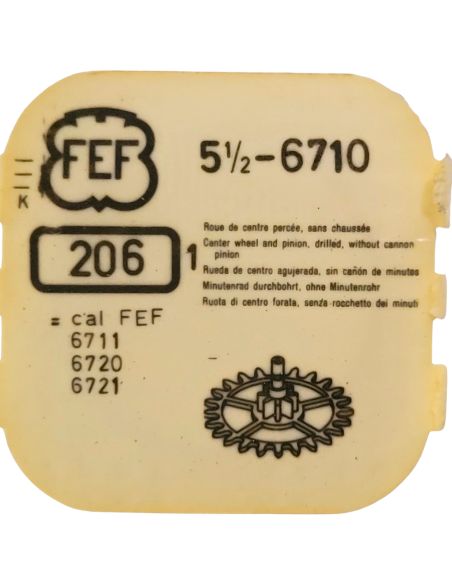 FEF
K
5½-6710
206
1
Roue de centre percée, sans chaussée
Canter wheel and pinion, drilled, without cannon
pinion
Rueda de centro agujerada, sin cañón de minutos
Minutenrad durchbohrt, ohne Minutenrohr
Ruota di centro forata, senza rocchetto dei minuti
= cal FEF
6711
6720
6721